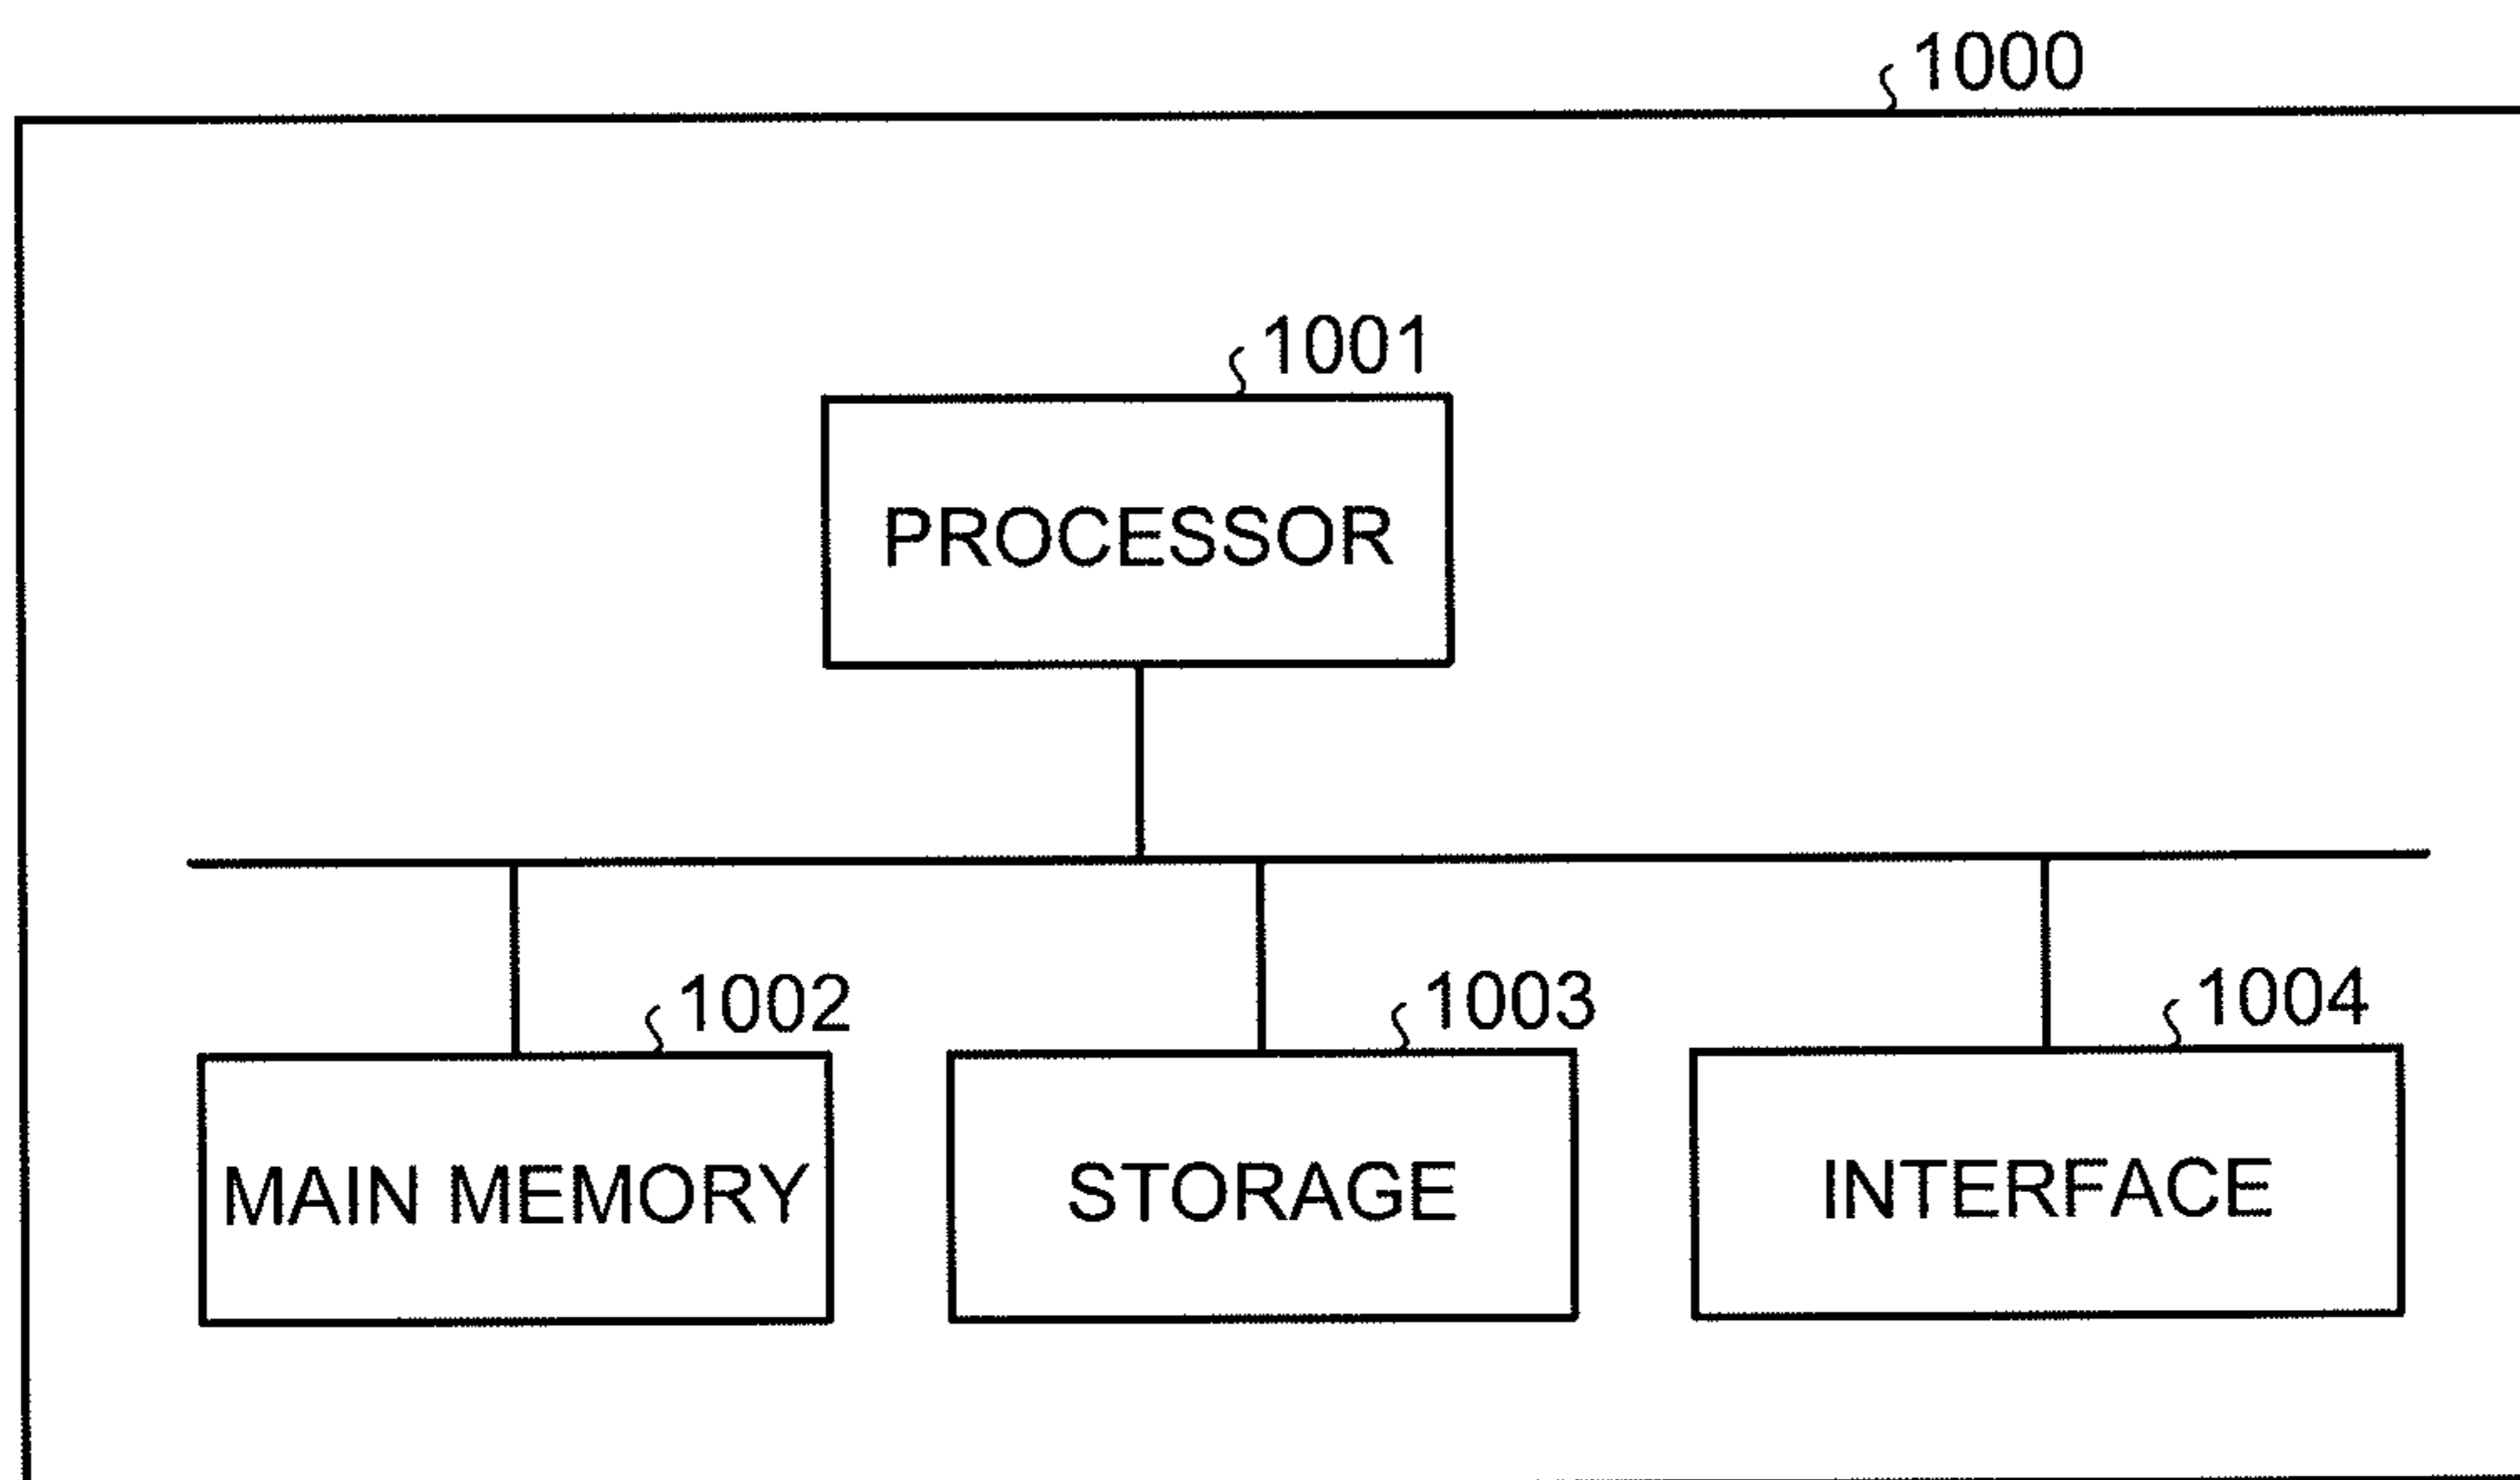 1000
1001
PROCESSOR
1002
1003
1004
MAIN MEMORY
STORAGE
INTERFACE